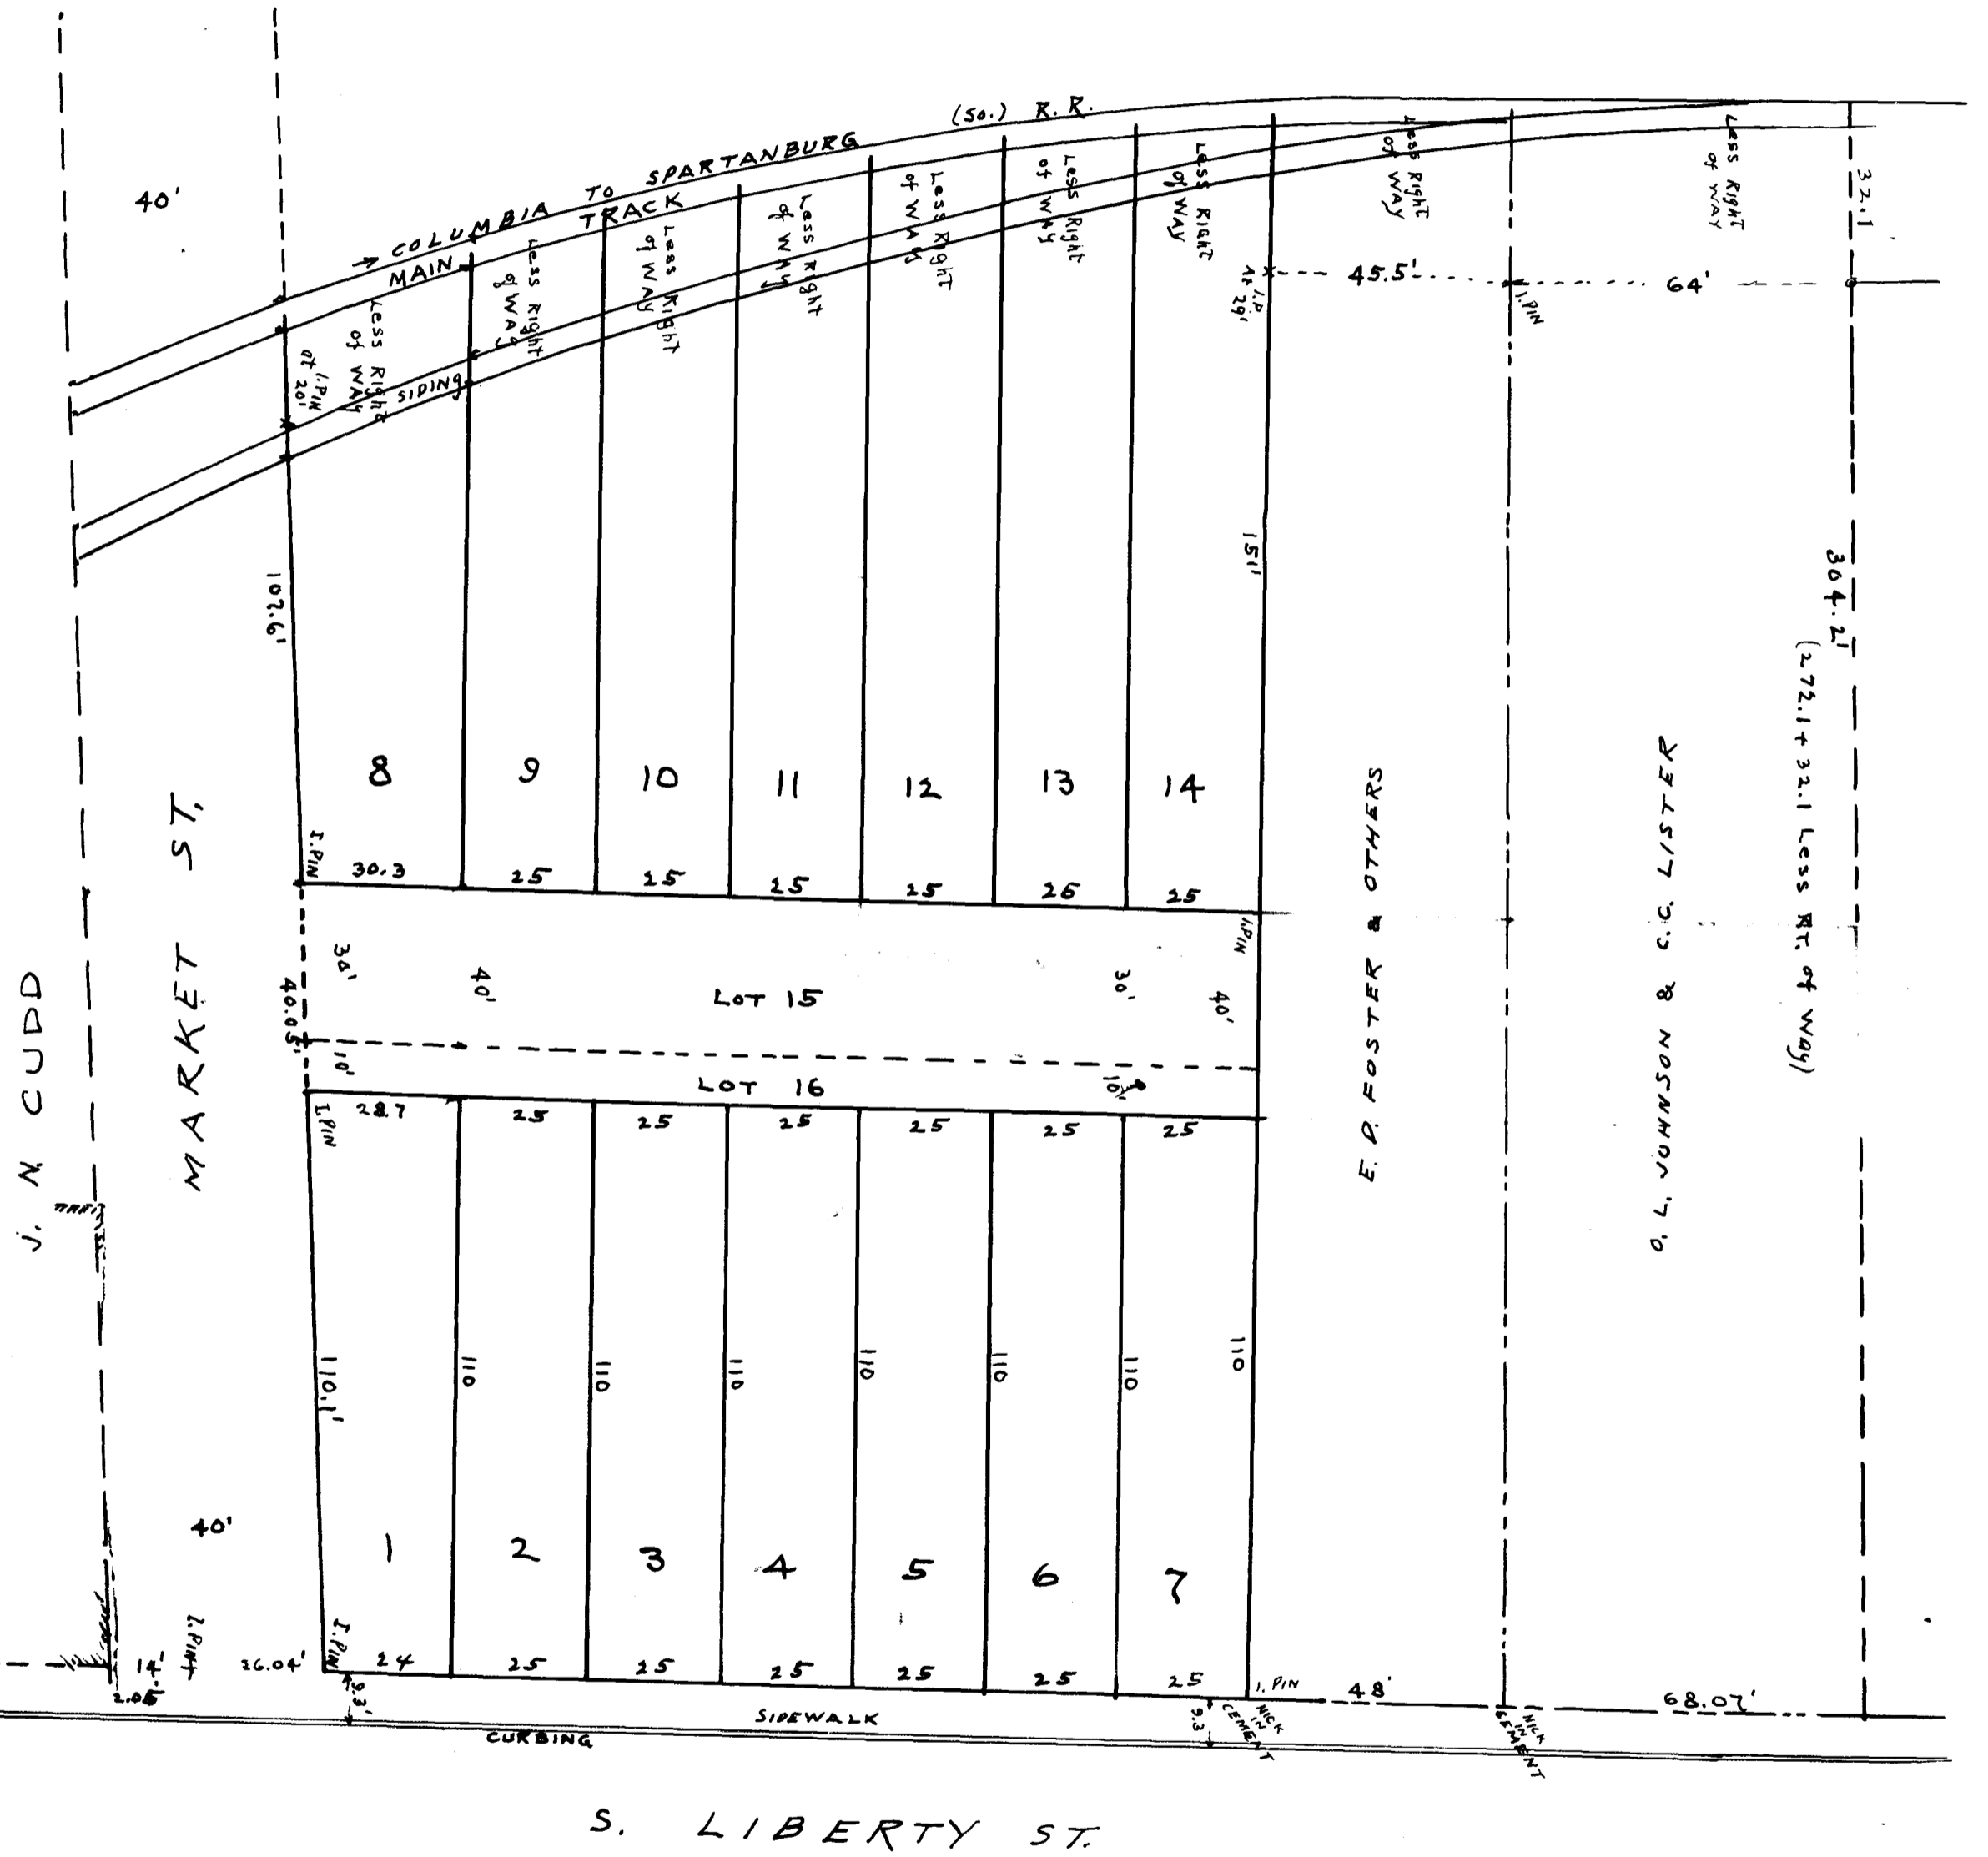 (SO.) R.R.
→ COLUMBIA TO SPARTANBURG
MAIN TRACK
SIDING
40'
Less Right
of WAY
Less Right
of WAY
Less Right
of WAY
Less Right
of WAY
Less Right
of WAY
Less Right
of WAY
Less Right
of WAY
Less Right
of WAY
Less Right
of WAY
32.1
I.PIN
at 20'
I.P.
At 29'
45.5'
I.PIN
64'
107.6'
151'
304.2'
(272.1 + 32.1 Less RT. of WAY)
8
9
10
11
12
13
14
I.PIN
30.3
25
25
25
25
25
25
I.PIN
30'
40'
LOT 15
30'
40'
40.05'
10'
LOT 16
10'
I.PIN
28.7
25
25
25
25
25
25
J. N. CUDD
MARKET ST.
E. D. FOSTER & OTHERS
O. L. JOHNSON & C.C. LISTER
110.1'
110
110
110
110
110
110
110
40'
1
2
3
4
5
6
7
14'
I.PIN
26.04'
I.PIN
24
25
25
25
25
25
25
I. PIN
48'
68.07'
2.05'
9.3'
SIDEWALK
9.3
NICK
IN
CEMENT
NICK
IN
CEMENT
CURBING
S. LIBERTY ST.